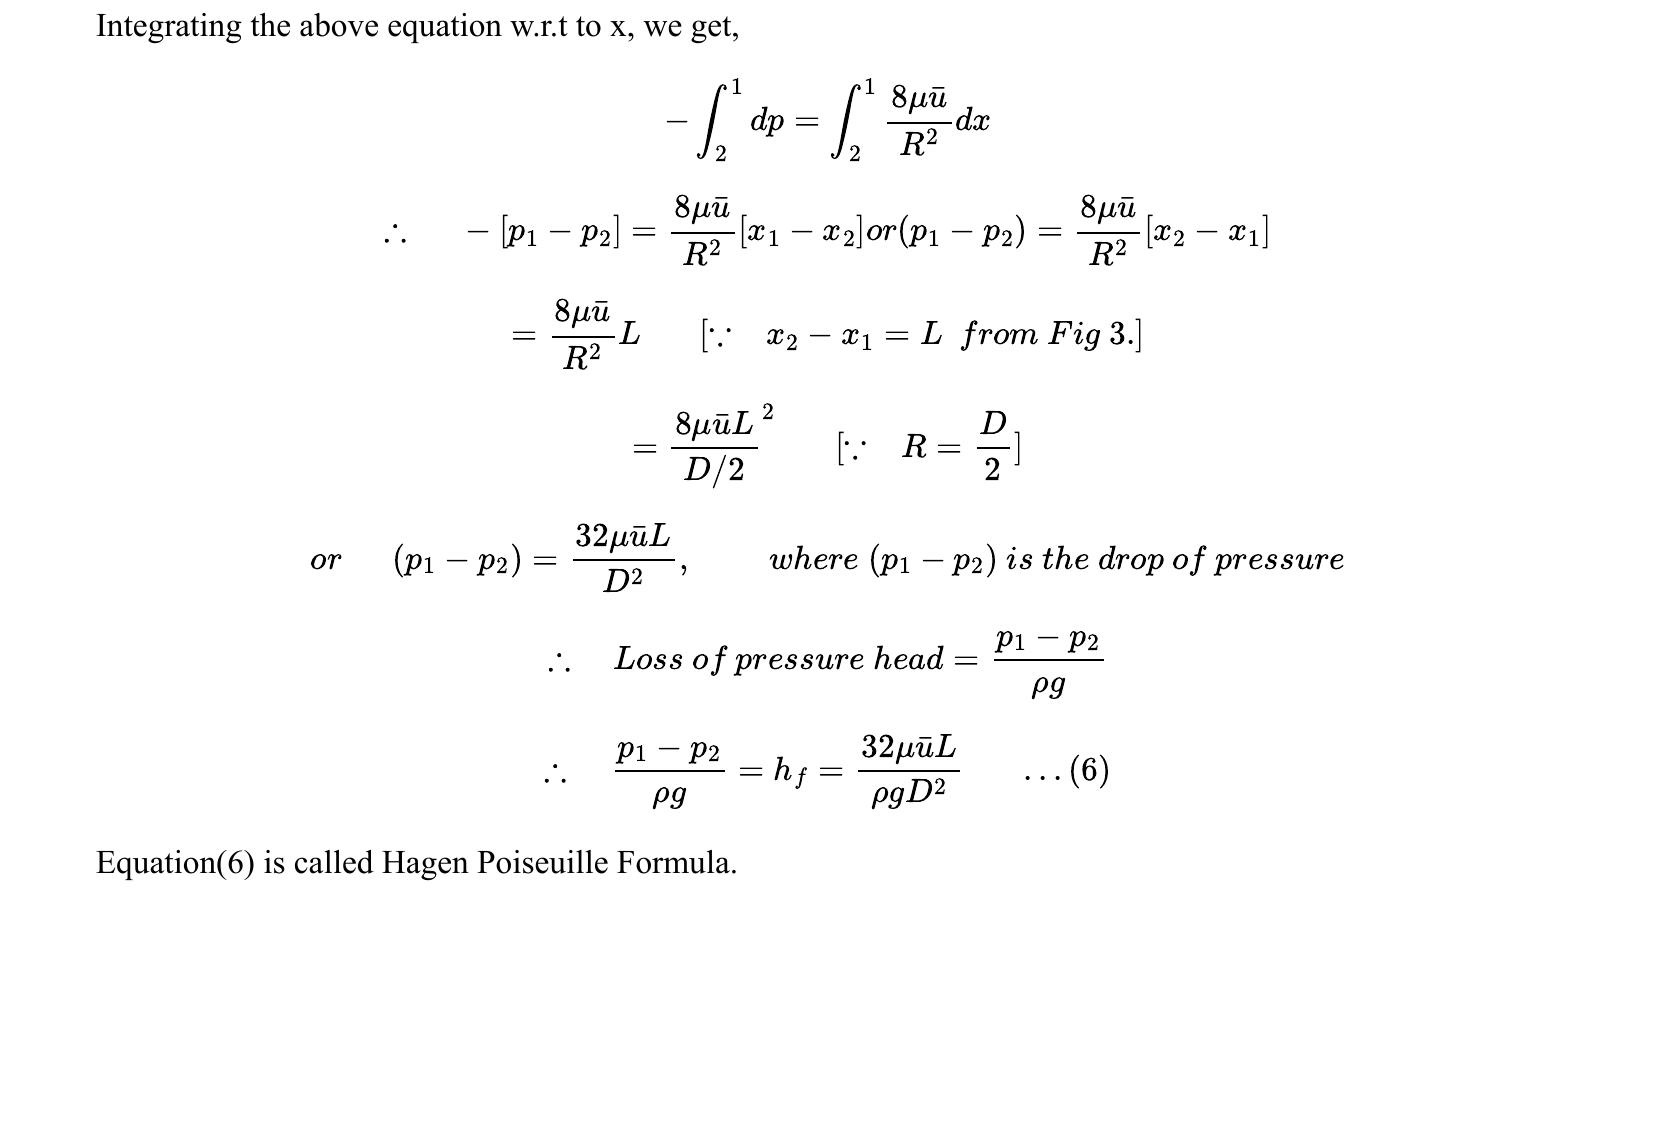 Integrating the above equation w.r.t to x, we get,
$-\int_2^1 dp = \int_2^1 \frac{8\mu\bar{u}}{R^2} dx$
$\therefore \quad -[p_1 - p_2] = \frac{8\mu\bar{u}}{R^2}[x_1 - x_2] or (p_1 - p_2) = \frac{8\mu\bar{u}}{R^2}[x_2 - x_1]$
$= \frac{8\mu\bar{u}}{R^2} L \quad [\because \quad x_2 - x_1 = L \ from \ Fig \ 3.]$
$= \frac{8\mu\bar{u}L}{D/2}^2 \quad [\because \quad R = \frac{D}{2}]$
$or \quad (p_1 - p_2) = \frac{32\mu\bar{u}L}{D^2}, \quad where \ (p_1 - p_2) \ is \ the \ drop \ of \ pressure$
$\therefore \quad Loss \ of \ pressure \ head = \frac{p_1 - p_2}{\rho g}$
$\therefore \quad \frac{p_1 - p_2}{\rho g} = h_f = \frac{32\mu\bar{u}L}{\rho g D^2} \quad \dots (6)$
Equation(6) is called Hagen Poiseuille Formula.